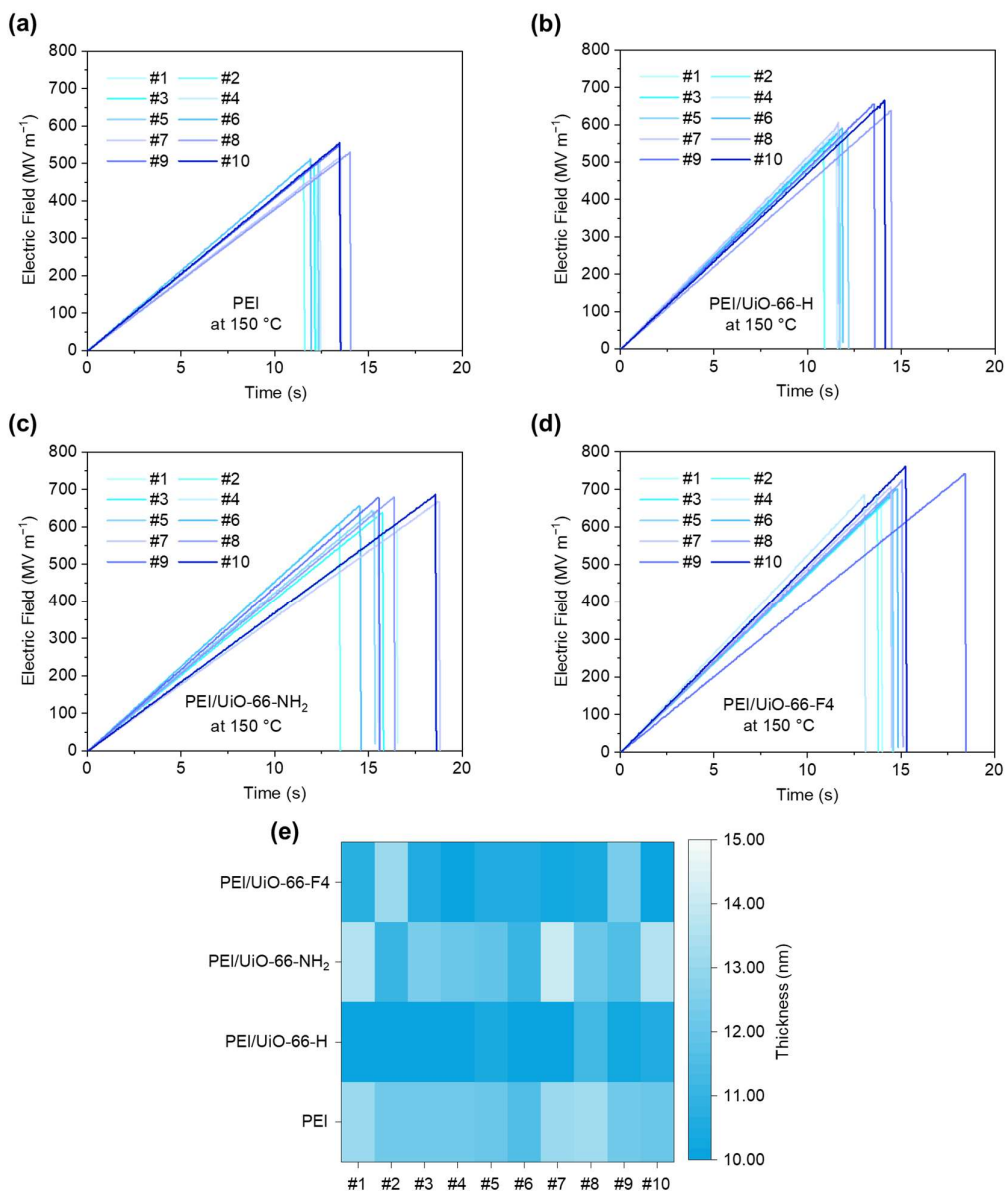 (a)
800
700
600
500
400
300
200
100
0
Electric Field (MV m⁻¹)
#1 #2
#3 #4
#5 #6
#7 #8
#9 #10
PEI
at 150 °C
0 5 10 15 20
Time (s)
(b)
800
700
600
500
400
300
200
100
0
Electric Field (MV m⁻¹)
#1 #2
#3 #4
#5 #6
#7 #8
#9 #10
PEI/UiO-66-H
at 150 °C
0 5 10 15 20
Time (s)
(c)
800
700
600
500
400
300
200
100
0
Electric Field (MV m⁻¹)
#1 #2
#3 #4
#5 #6
#7 #8
#9 #10
PEI/UiO-66-NH₂
at 150 °C
0 5 10 15 20
Time (s)
(d)
800
700
600
500
400
300
200
100
0
Electric Field (MV m⁻¹)
#1 #2
#3 #4
#5 #6
#7 #8
#9 #10
PEI/UiO-66-F4
at 150 °C
0 5 10 15 20
Time (s)
(e)
PEI/UiO-66-F4
PEI/UiO-66-NH₂
PEI/UiO-66-H
PEI
#1 #2 #3 #4 #5 #6 #7 #8 #9 #10
15.00
14.00
13.00
12.00
11.00
10.00
Thickness (nm)